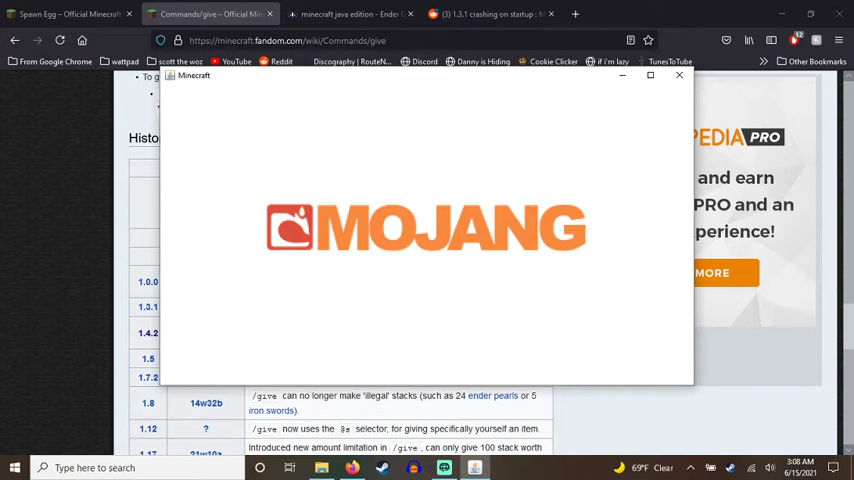 Spawn Egg – Official Minecraft
Commands/give – Official Min
minecraft java edition - Ender D
1.3.1 crashing on startup : M
https://minecraft.fandom.com/wiki/Commands/give
12
From Google Chrome
wattpad
scott the woz
YouTube
Reddit
Discography | RouteN...
Discord
Danny is Hiding
Cookie Clicker
if i'm lazy
TunesToTube
Other Bookmarks
To g
Minecraft
Histo
PEDIA PRO
MOJANG
and earn
PRO and an
perience!
MORE
1.0.0
1.3.1
1.4.2
1.5
1.7.2
1.8
14w32b
/give can no longer make 'illegal' stacks (such as 24 ender pearls or 5
iron swords).
1.12
?
/give now uses the @s selector, for giving specifically yourself an item.
Introduced new amount limitation in /give, can only give 100 stack worth
1.17
21w10a
Type here to search
69°F Clear
3:08 AM
6/15/2021